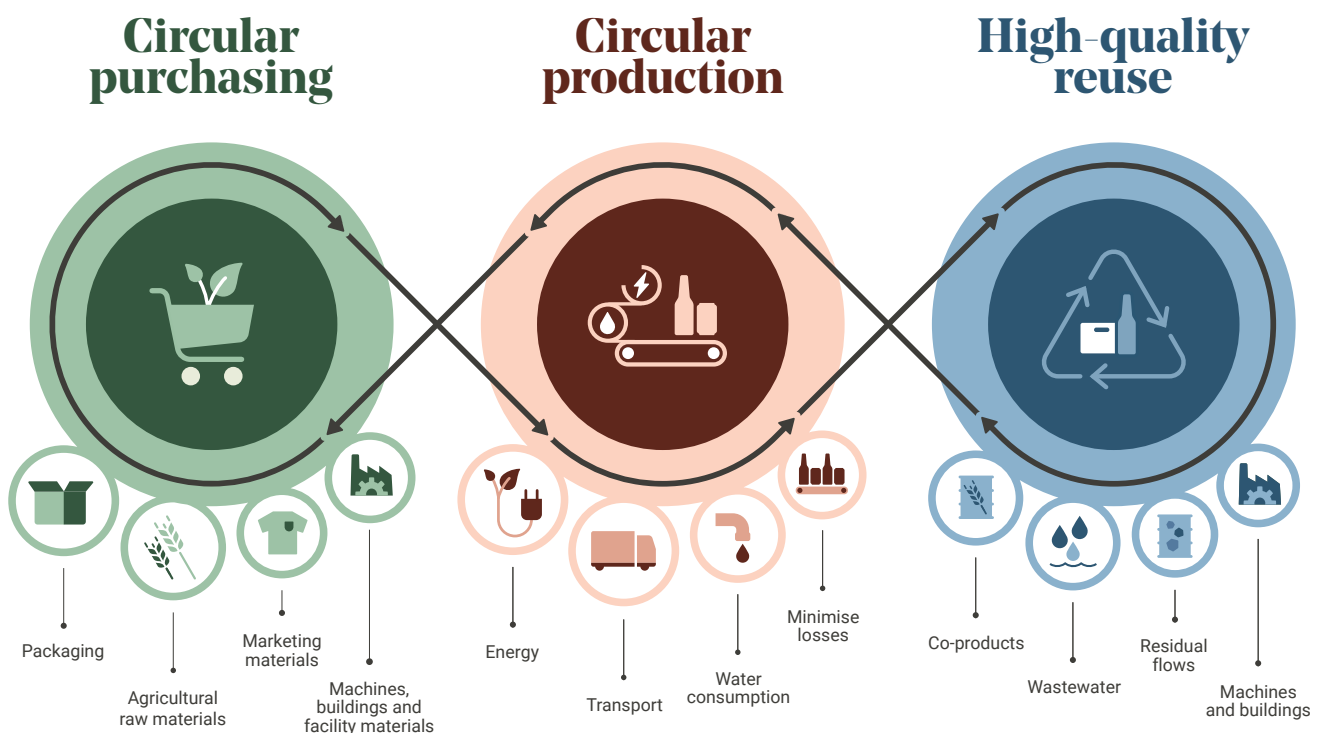 Circular
purchasing
Circular
production
High-quality
reuse
Packaging
Agricultural
raw materials
Marketing
materials
Machines,
buildings and
facility materials
Energy
Transport
Water
consumption
Minimise
losses
Co-products
Wastewater
Residual
flows
Machines
and buildings